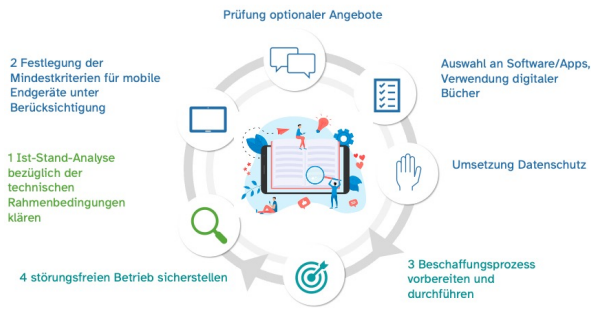 Prüfung optionaler Angebote
2 Festlegung der
Mindestkriterien für mobile
Endgeräte unter
Berücksichtigung
Auswahl an Software/Apps,
Verwendung digitaler
Bücher
1 Ist-Stand-Analyse
bezüglich der
technischen
Rahmenbedingungen
klären
Umsetzung Datenschutz
4 störungsfreien Betrieb sicherstellen
3 Beschaffungsprozess
vorbereiten und
durchführen